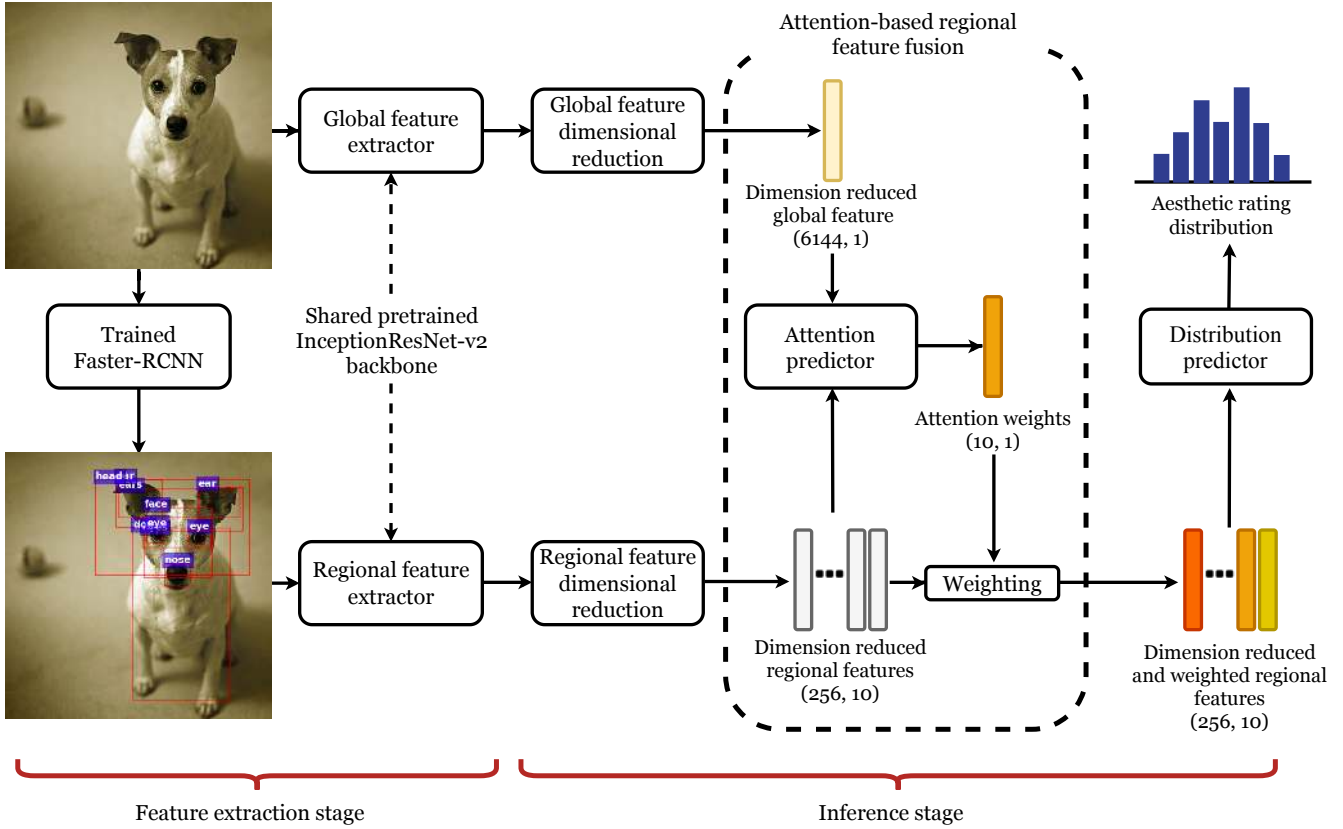 Attention-based regional
feature fusion
Global feature
extractor
Global feature
dimensional
reduction
Dimension reduced
global feature
(6144, 1)
Aesthetic rating
distribution
Trained
Faster-RCNN
Shared pretrained
InceptionResNet-v2
backbone
Attention
predictor
Distribution
predictor
Attention weights
(10, 1)
head
ears
ear
face
eye
eye
nose
Regional feature
extractor
Regional feature
dimensional
reduction
Weighting
Dimension reduced
regional features
(256, 10)
Dimension reduced
and weighted regional
features
(256, 10)
Feature extraction stage
Inference stage